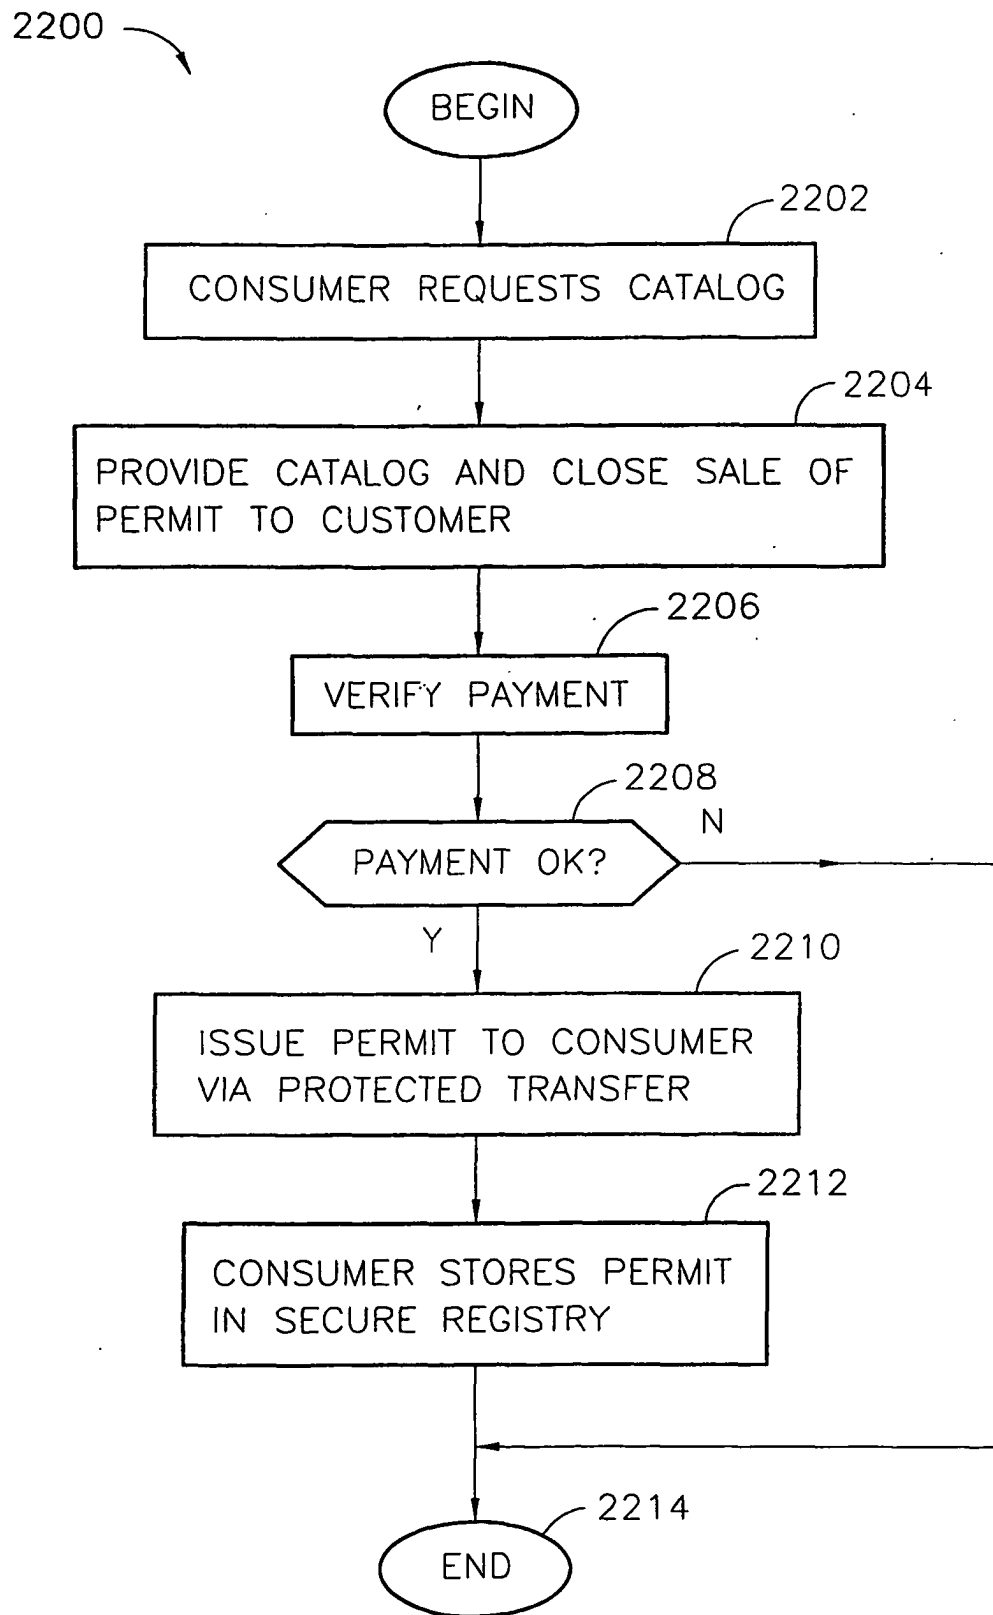 2200
BEGIN
2202
CONSUMER REQUESTS CATALOG
2204
PROVIDE CATALOG AND CLOSE SALE OF
PERMIT TO CUSTOMER
2206
VERIFY PAYMENT
2208
N
PAYMENT OK?
Y
2210
ISSUE PERMIT TO CONSUMER
VIA PROTECTED TRANSFER
2212
CONSUMER STORES PERMIT
IN SECURE REGISTRY
2214
END